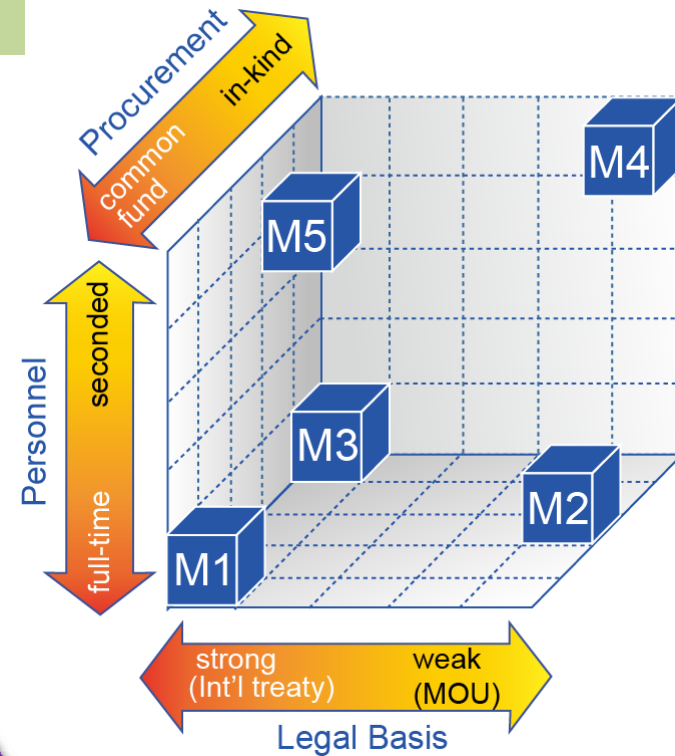 Procurement
in-kind
common
fund
M4
M5
seconded
Personnel
M3
M2
full-time
M1
strong
(Int'l treaty)
weak
(MOU)
Legal Basis